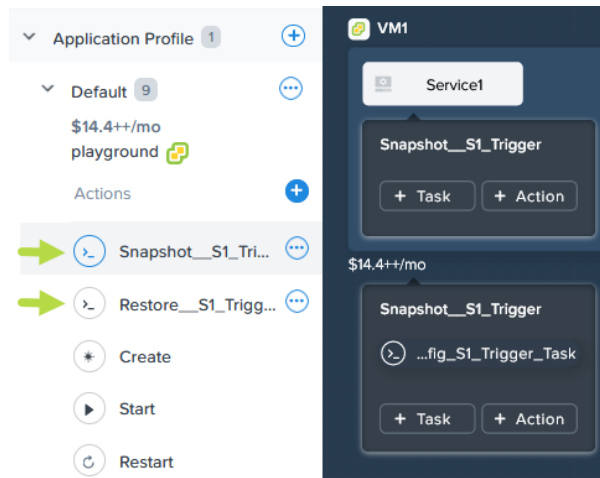 Application Profile 1
Default 9
$14.4++/mo
playground
Actions
Snapshot__S1_Tri...
Restore__S1_Trigg...
Create
Start
Restart
VM1
Service1
Snapshot__S1_Trigger
+ Task + Action
$14.4++/mo
Snapshot__S1_Trigger
...fig_S1_Trigger_Task
+ Task + Action